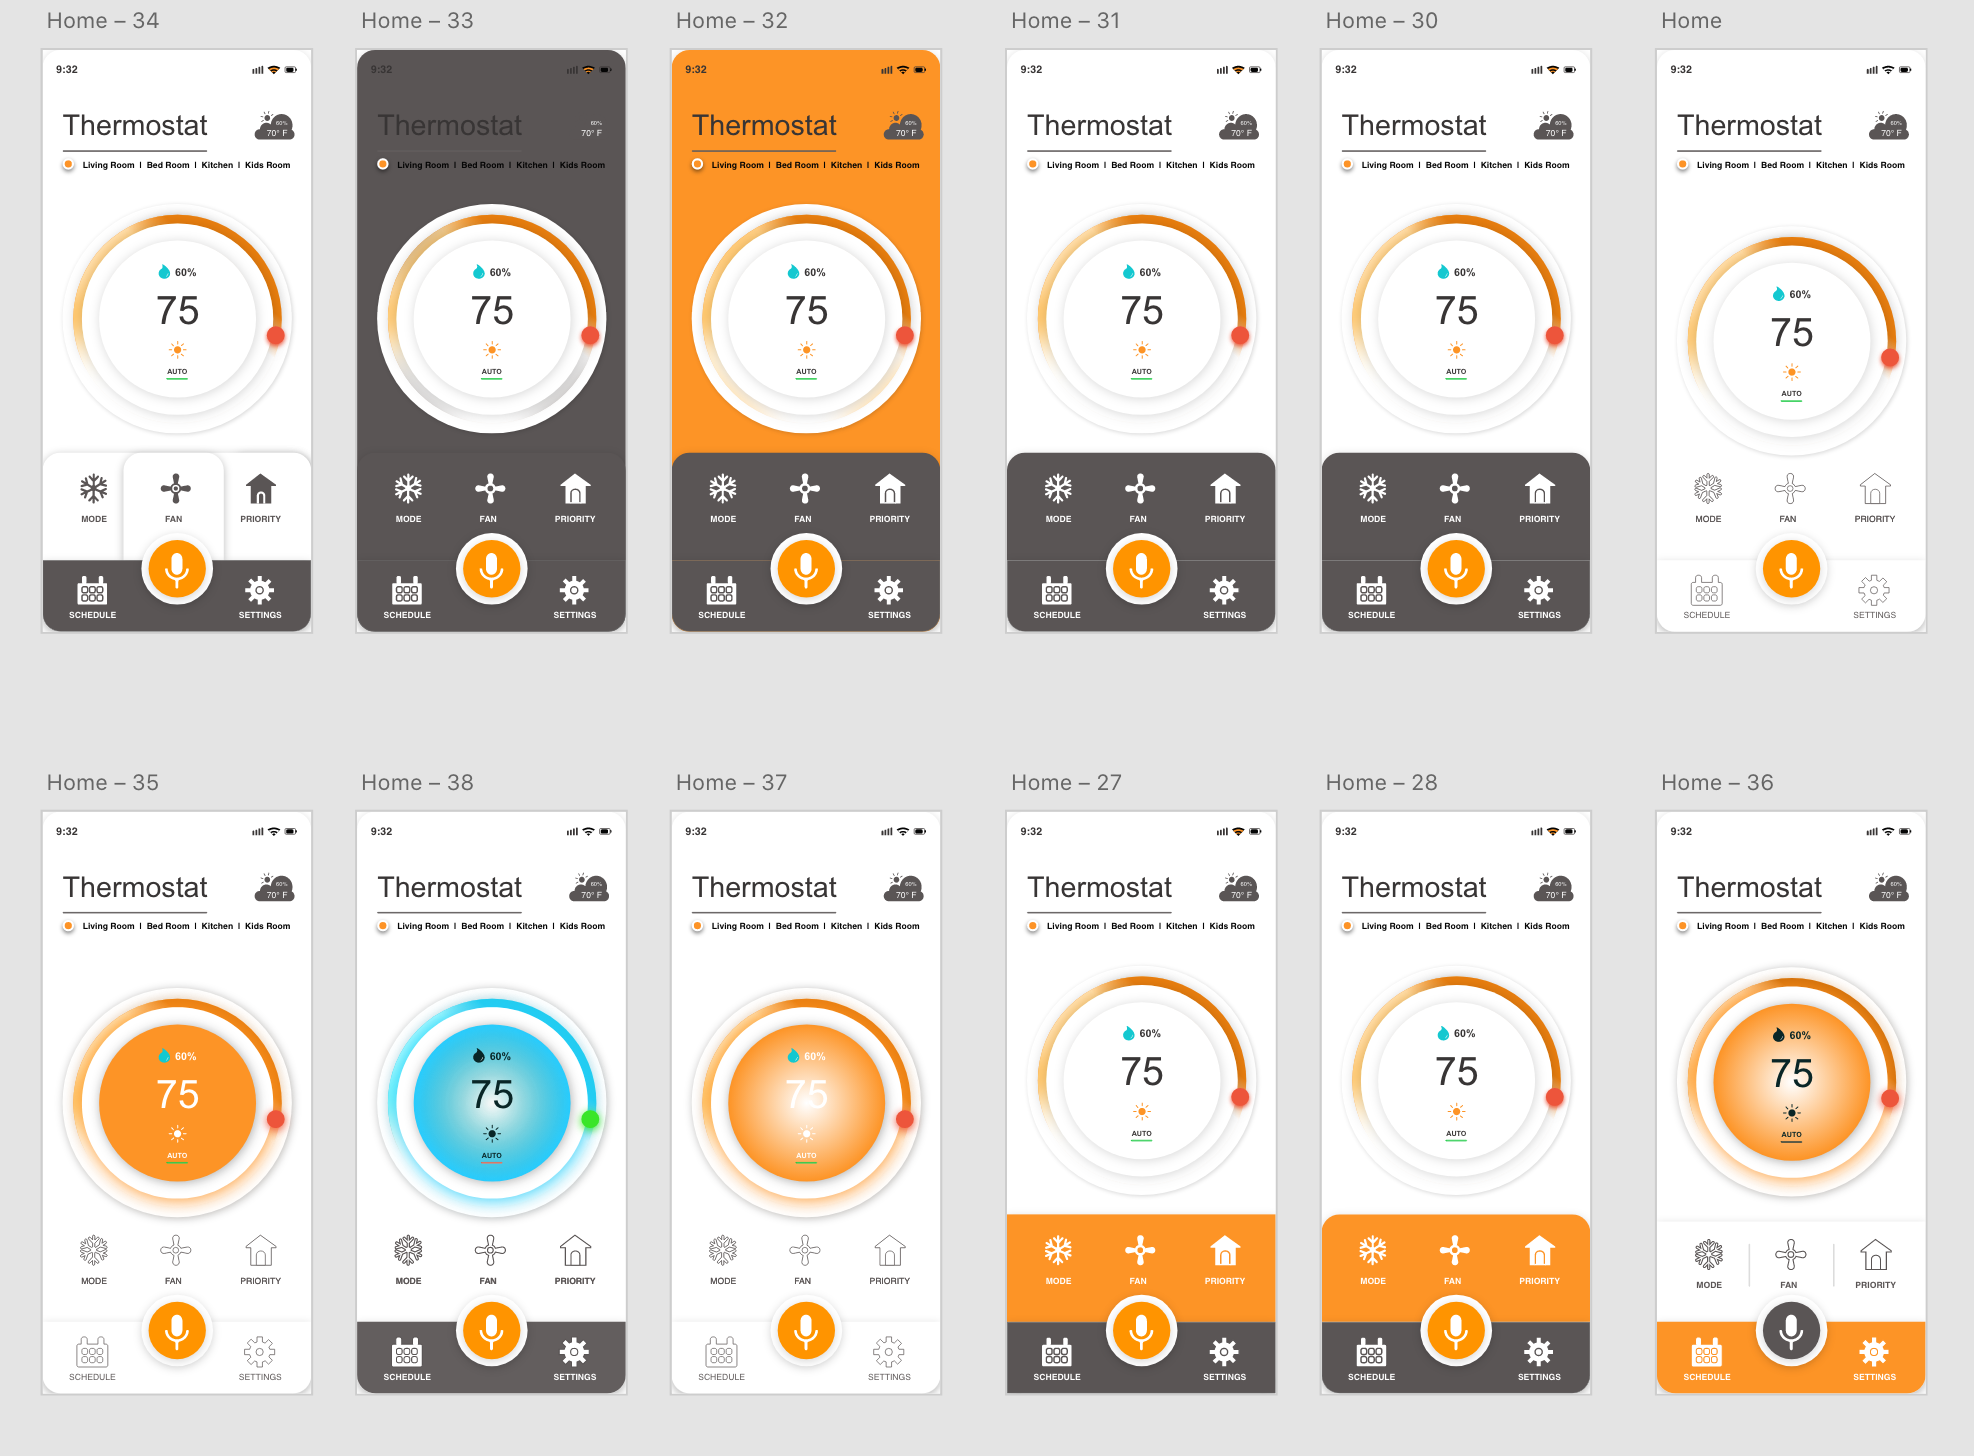 Home – 34
9:32
Thermostat
60%
70° F
Living Room I Bed Room I Kitchen I Kids Room
60%
75
AUTO
MODE FAN PRIORITY
SCHEDULE SETTINGS
Home – 33
9:32
Thermostat
60%
70° F
Living Room I Bed Room I Kitchen I Kids Room
60%
75
AUTO
MODE FAN PRIORITY
SCHEDULE SETTINGS
Home – 32
9:32
Thermostat
60%
70° F
Living Room I Bed Room I Kitchen I Kids Room
60%
75
AUTO
MODE FAN PRIORITY
SCHEDULE SETTINGS
Home – 31
9:32
Thermostat
60%
70° F
Living Room I Bed Room I Kitchen I Kids Room
60%
75
AUTO
MODE FAN PRIORITY
SCHEDULE SETTINGS
Home – 30
9:32
Thermostat
60%
70° F
Living Room I Bed Room I Kitchen I Kids Room
60%
75
AUTO
MODE FAN PRIORITY
SCHEDULE SETTINGS
Home
9:32
Thermostat
60%
70° F
Living Room I Bed Room I Kitchen I Kids Room
60%
75
AUTO
MODE FAN PRIORITY
SCHEDULE SETTINGS
Home – 35
9:32
Thermostat
60%
70° F
Living Room I Bed Room I Kitchen I Kids Room
60%
75
AUTO
MODE FAN PRIORITY
SCHEDULE SETTINGS
Home – 38
9:32
Thermostat
60%
70° F
Living Room I Bed Room I Kitchen I Kids Room
60%
75
AUTO
MODE FAN PRIORITY
SCHEDULE SETTINGS
Home – 37
9:32
Thermostat
60%
70° F
Living Room I Bed Room I Kitchen I Kids Room
60%
75
AUTO
MODE FAN PRIORITY
SCHEDULE SETTINGS
Home – 27
9:32
Thermostat
60%
70° F
Living Room I Bed Room I Kitchen I Kids Room
60%
75
AUTO
MODE FAN PRIORITY
SCHEDULE SETTINGS
Home – 28
9:32
Thermostat
60%
70° F
Living Room I Bed Room I Kitchen I Kids Room
60%
75
AUTO
MODE FAN PRIORITY
SCHEDULE SETTINGS
Home – 36
9:32
Thermostat
60%
70° F
Living Room I Bed Room I Kitchen I Kids Room
60%
75
AUTO
MODE FAN PRIORITY
SCHEDULE SETTINGS